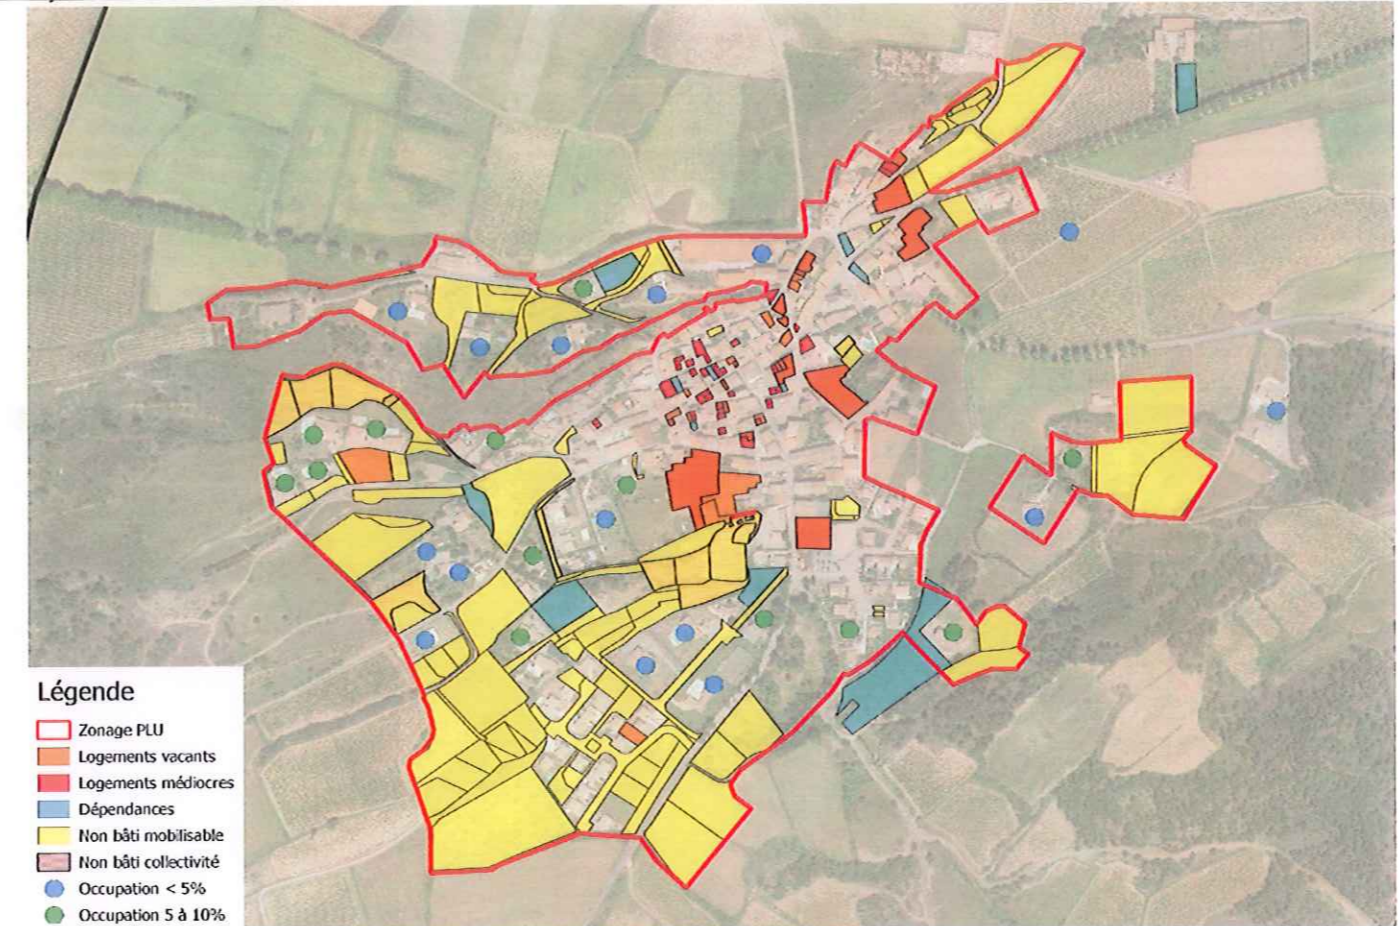 Légende
Zonage PLU
Logements vacants
Logements médiocres
Dépendances
Non bâti mobilisable
Non bâti collectivité
Occupation < 5%
Occupation 5 à 10%